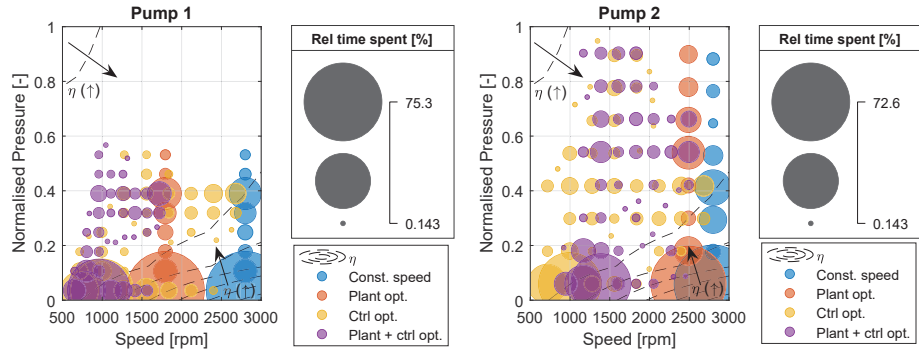 Pump 1
Normalised Pressure [-]
1
0.8
0.6
0.4
0.2
0
η (↑)
η (↑)
500 1000 1500 2000 2500 3000
Speed [rpm]
Rel time spent [%]
75.3
0.143
η
Const. speed
Plant opt.
Ctrl opt.
Plant + ctrl opt.
Pump 2
Normalised Pressure [-]
1
0.8
0.6
0.4
0.2
0
η (↑)
η (↑)
500 1000 1500 2000 2500 3000
Speed [rpm]
Rel time spent [%]
72.6
0.143
η
Const. speed
Plant opt.
Ctrl opt.
Plant + ctrl opt.